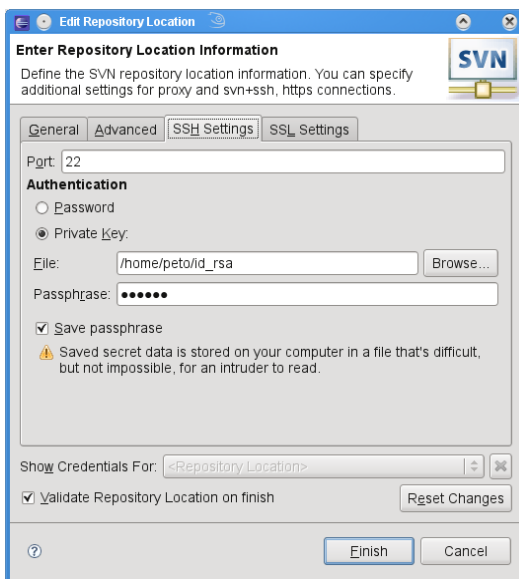 Edit Repository Location
Enter Repository Location Information
Define the SVN repository location information. You can specify
additional settings for proxy and svn+ssh, https connections.
SVN
General Advanced SSH Settings SSL Settings
Port: 22
Authentication
Password
Private Key:
File: /home/peto/id_rsa Browse...
Passphrase: ●●●●●●
Save passphrase
Saved secret data is stored on your computer in a file that's difficult,
but not impossible, for an intruder to read.
Show Credentials For: <Repository Location>
Validate Repository Location on finish Reset Changes
Finish Cancel